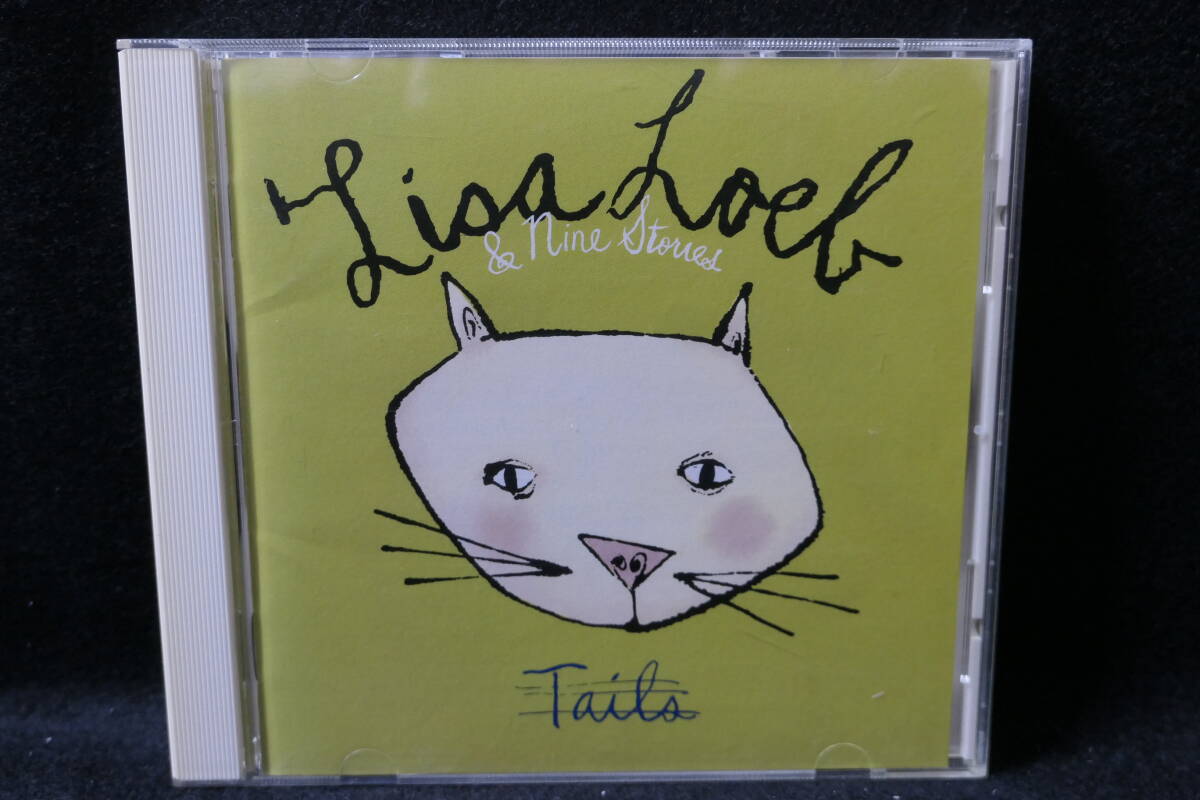 Lisa Loeb
& Nine Stories
Tails